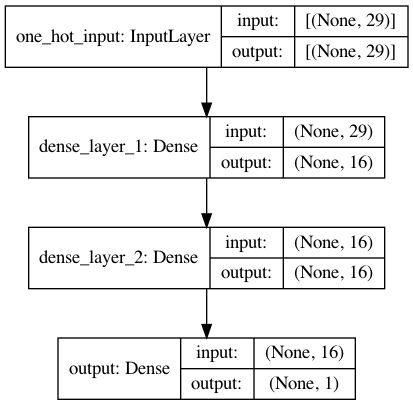 one_hot_input: InputLayer
input: [(None, 29)]
output: [(None, 29)]
dense_layer_1: Dense
input: (None, 29)
output: (None, 16)
dense_layer_2: Dense
input: (None, 16)
output: (None, 16)
output: Dense
input: (None, 16)
output: (None, 1)